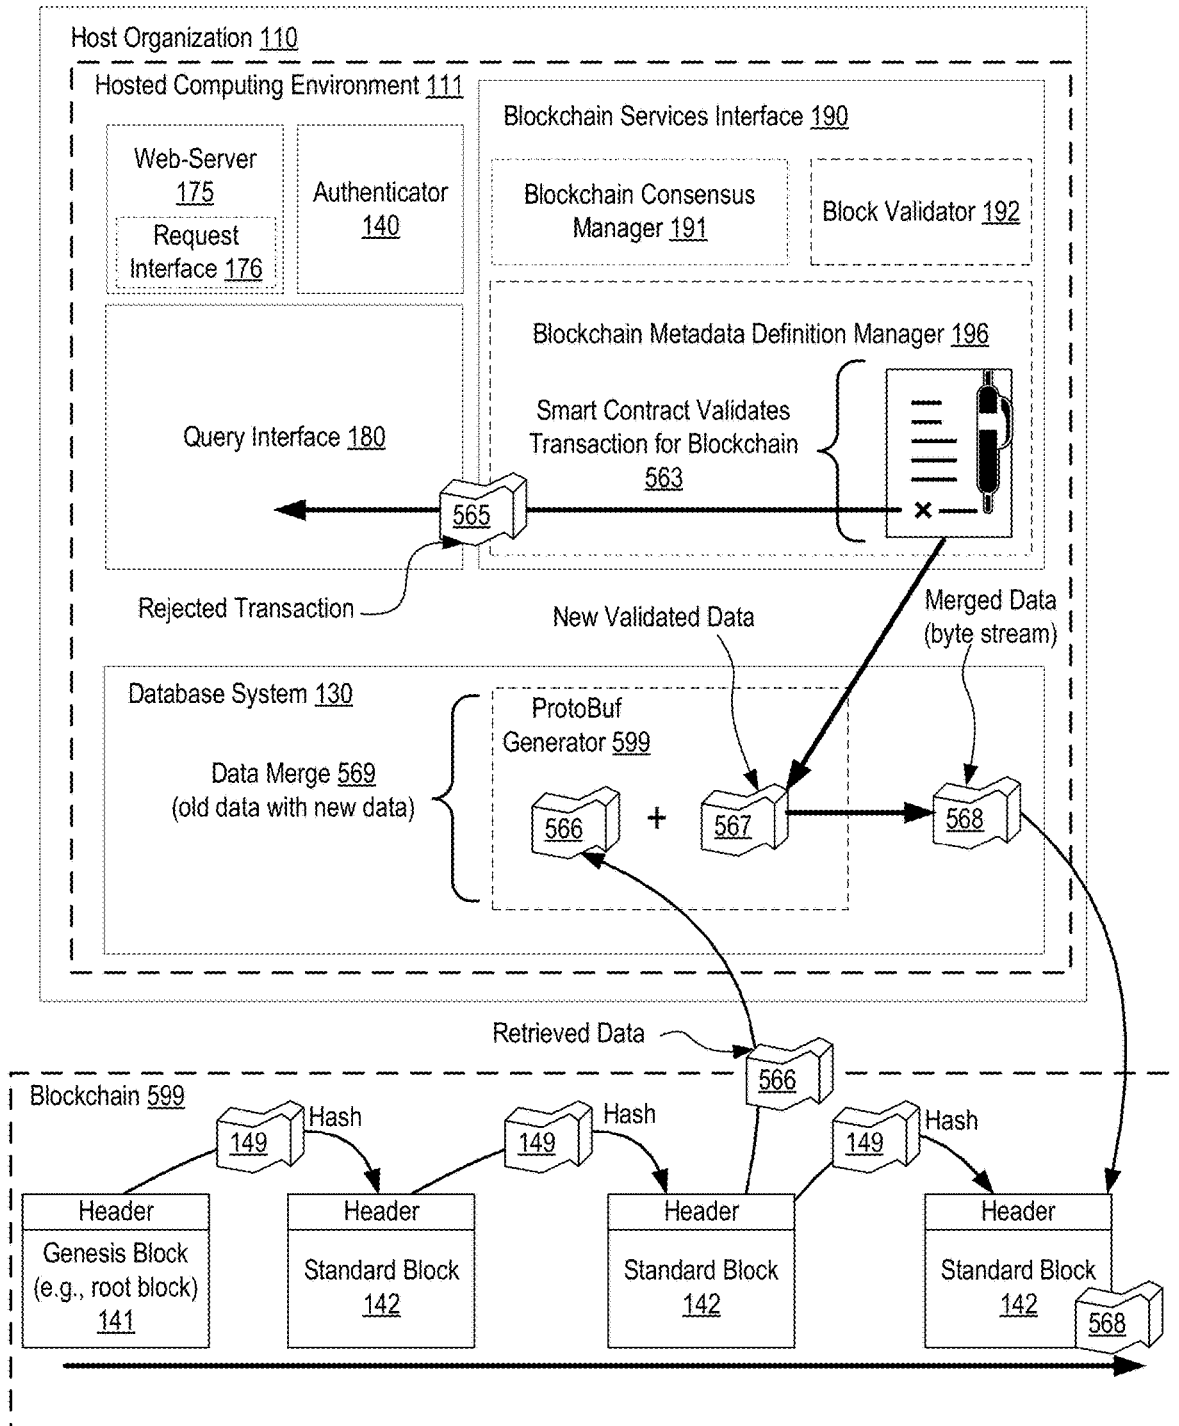 Host Organization 110
Hosted Computing Environment 111
Web-Server
175
Request
Interface 176
Authenticator
140
Blockchain Services Interface 190
Blockchain Consensus
Manager 191
Block Validator 192
Query Interface 180
Blockchain Metadada Definition Manager 196
Smart Contract Validates
Transaction for Blockchain
563
565
Rejected Transaction
New Validated Data
Merged Data
(byte stream)
Database System 130
ProtoBuf
Generator 599
Data Merge 569
(old data with new data)
566
+
567
568
Retrieved Data
566
Blockchain 599
149
Hash
149
Hash
149
Hash
Header
Genesis Block
(e.g., root block)
141
Header
Standard Block
142
Header
Standard Block
142
Header
Standard Block
142
568